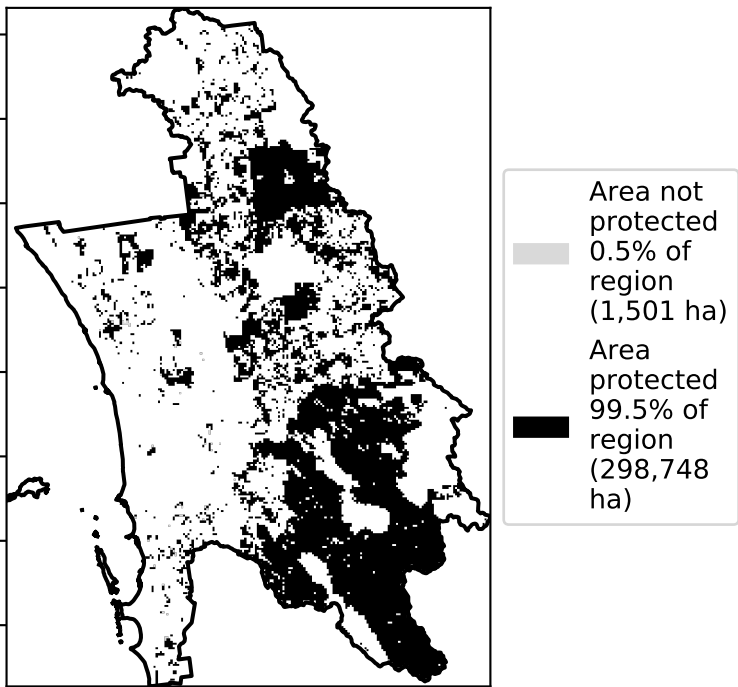 Area not
protected
0.5% of
region
(1,501 ha)
Area
protected
99.5% of
region
(298,748
ha)